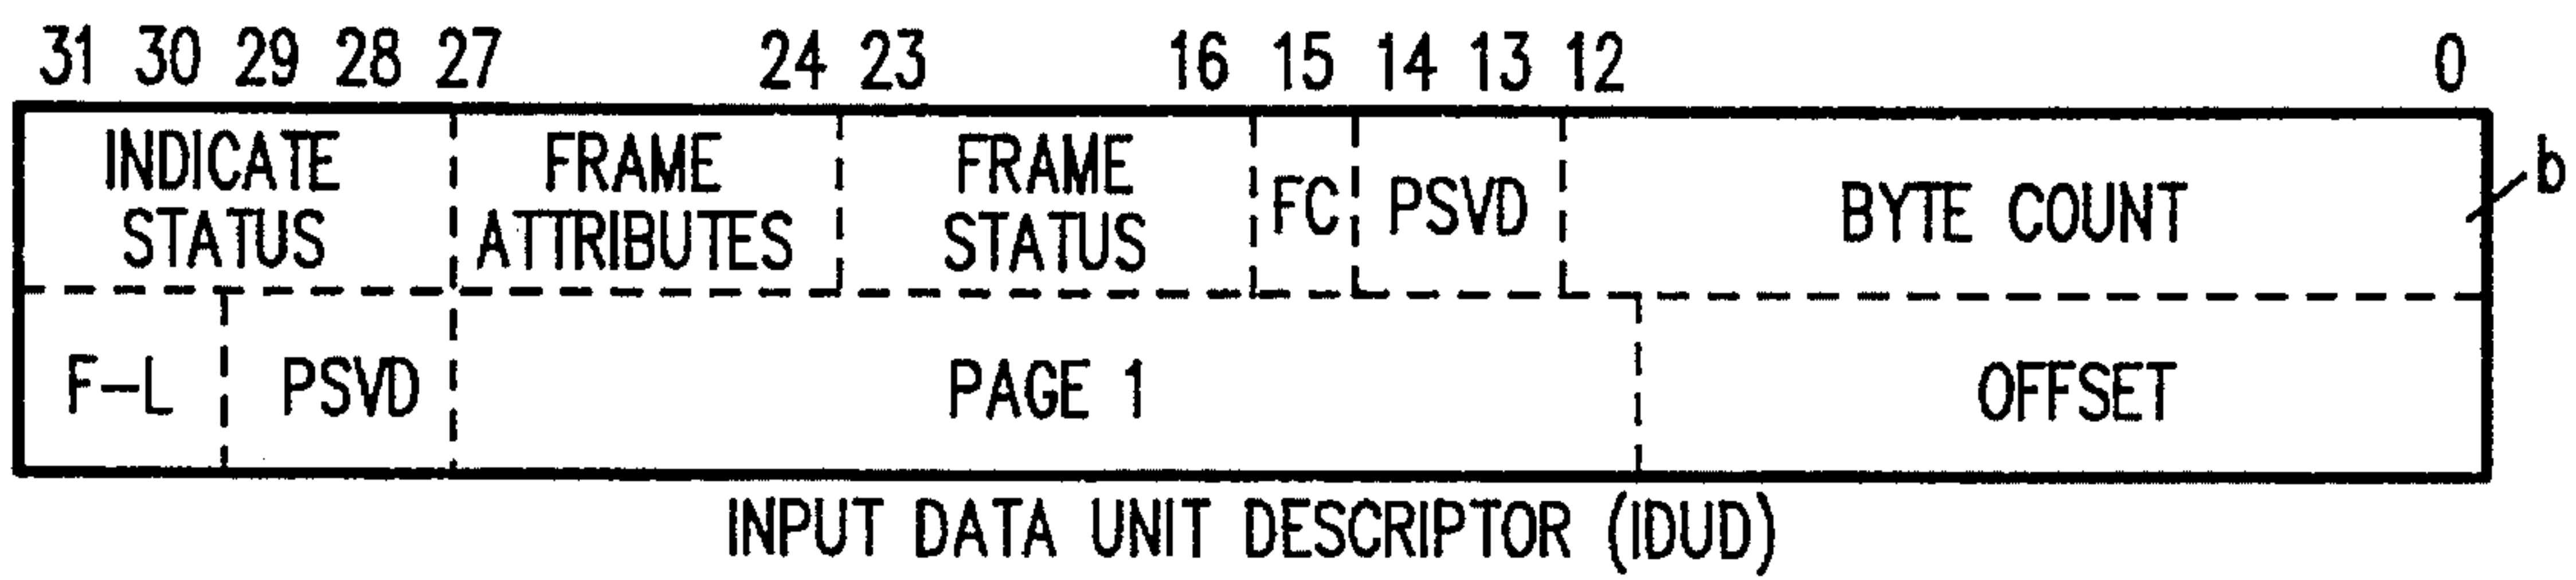 31 30 29 28 27 24 23 16 15 14 13 12 0
INDICATE STATUS FRAME ATTRIBUTES FRAME STATUS FC PSVD BYTE COUNT b
F-L PSVD PAGE 1 OFFSET
INPUT DATA UNIT DESCRIPTOR (IDUD)